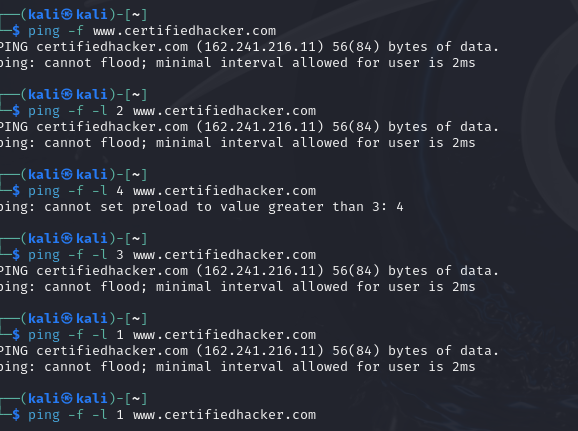 ┌──(kali㉿kali)-[~]
└─$ ping -f www.certifiedhacker.com
PING certifiedhacker.com (162.241.216.11) 56(84) bytes of data.
ping: cannot flood; minimal interval allowed for user is 2ms
┌──(kali㉿kali)-[~]
└─$ ping -f -l 2 www.certifiedhacker.com
PING certifiedhacker.com (162.241.216.11) 56(84) bytes of data.
ping: cannot flood; minimal interval allowed for user is 2ms
┌──(kali㉿kali)-[~]
└─$ ping -f -l 4 www.certifiedhacker.com
ping: cannot set preload to value greater than 3: 4
┌──(kali㉿kali)-[~]
└─$ ping -f -l 3 www.certifiedhacker.com
PING certifiedhacker.com (162.241.216.11) 56(84) bytes of data.
ping: cannot flood; minimal interval allowed for user is 2ms
┌──(kali㉿kali)-[~]
└─$ ping -f -l 1 www.certifiedhacker.com
PING certifiedhacker.com (162.241.216.11) 56(84) bytes of data.
ping: cannot flood; minimal interval allowed for user is 2ms
┌──(kali㉿kali)-[~]
└─$ ping -f -l 1 www.certifiedhacker.com